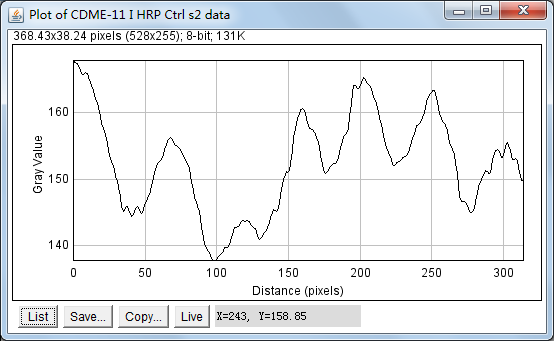 Plot of CDME-11 I HRP Ctrl s2 data
368.43x38.24 pixels (528x255); 8-bit; 131K
160
150
140
Gray Value
0 50 100 150 200 250 300
Distance (pixels)
List Save... Copy... Live X=243, Y=158.85